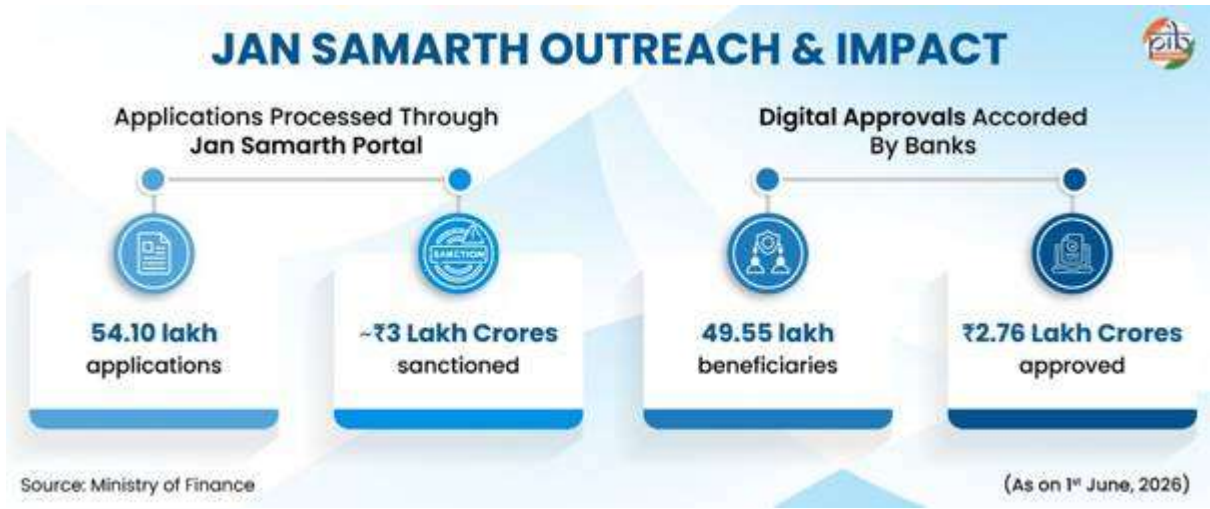 JAN SAMARTH OUTREACH & IMPACT
pib
Applications Processed Through
Jan Samarth Portal
SANCTION
54.10 lakh
applications
~₹3 Lakh Crores
sanctioned
Digital Approvals Accorded
By Banks
49.55 lakh
beneficiaries
₹2.76 Lakh Crores
approved
Source: Ministry of Finance
(As on 1st June, 2026)